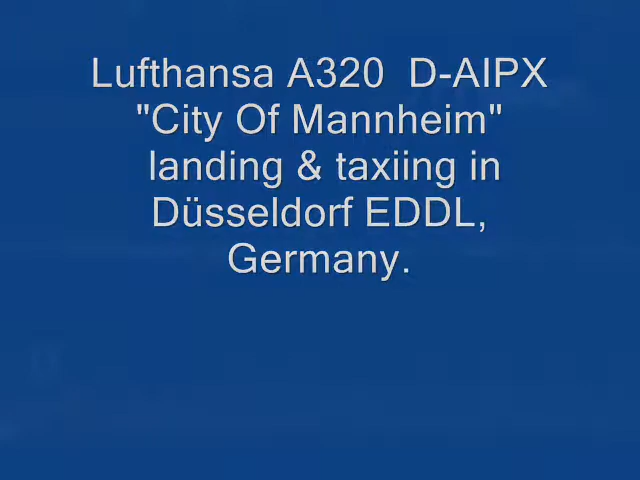 Lufthansa A320  D-AIPX
"City Of Mannheim"
landing & taxiing in
Düsseldorf EDDL,
Germany.